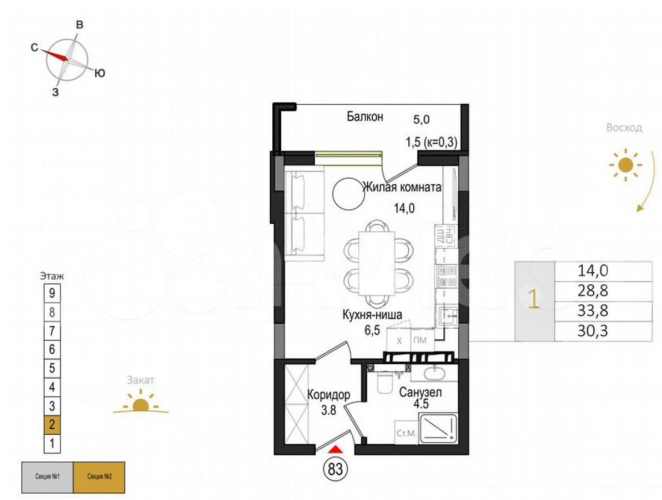 В
С
Ю
З
Балкон 5,0
1,5 (к=0,3)
Восход
Жилая комната
14,0
ДШ
СВЧ
Этаж
9
8
7
6
5
4
3
2
1
Кухня-ниша
6,5
Х ПМ
1
14,0
28,8
33,8
30,3
Закат
Коридор
3.8
Санузел
4.5
Ст.М.
83
Секция №1 Секция №2